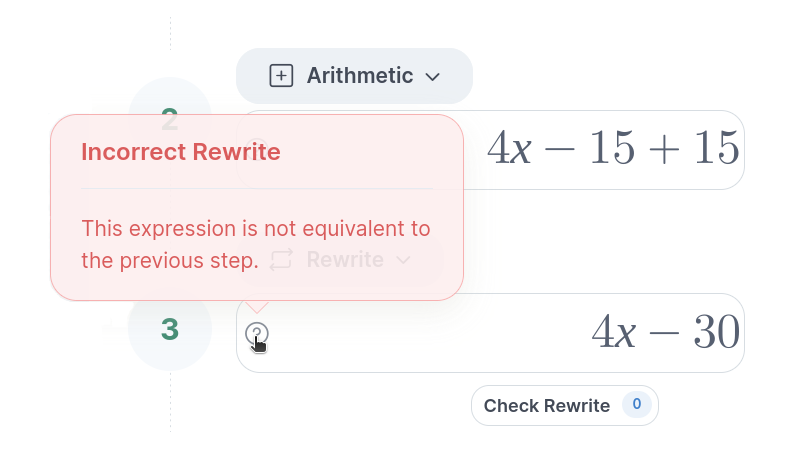 Arithmetic
2
Incorrect Rewrite
4x − 15 + 15
This expression is not equivalent to
the previous step.
Rewrite
3
4x − 30
Check Rewrite 0